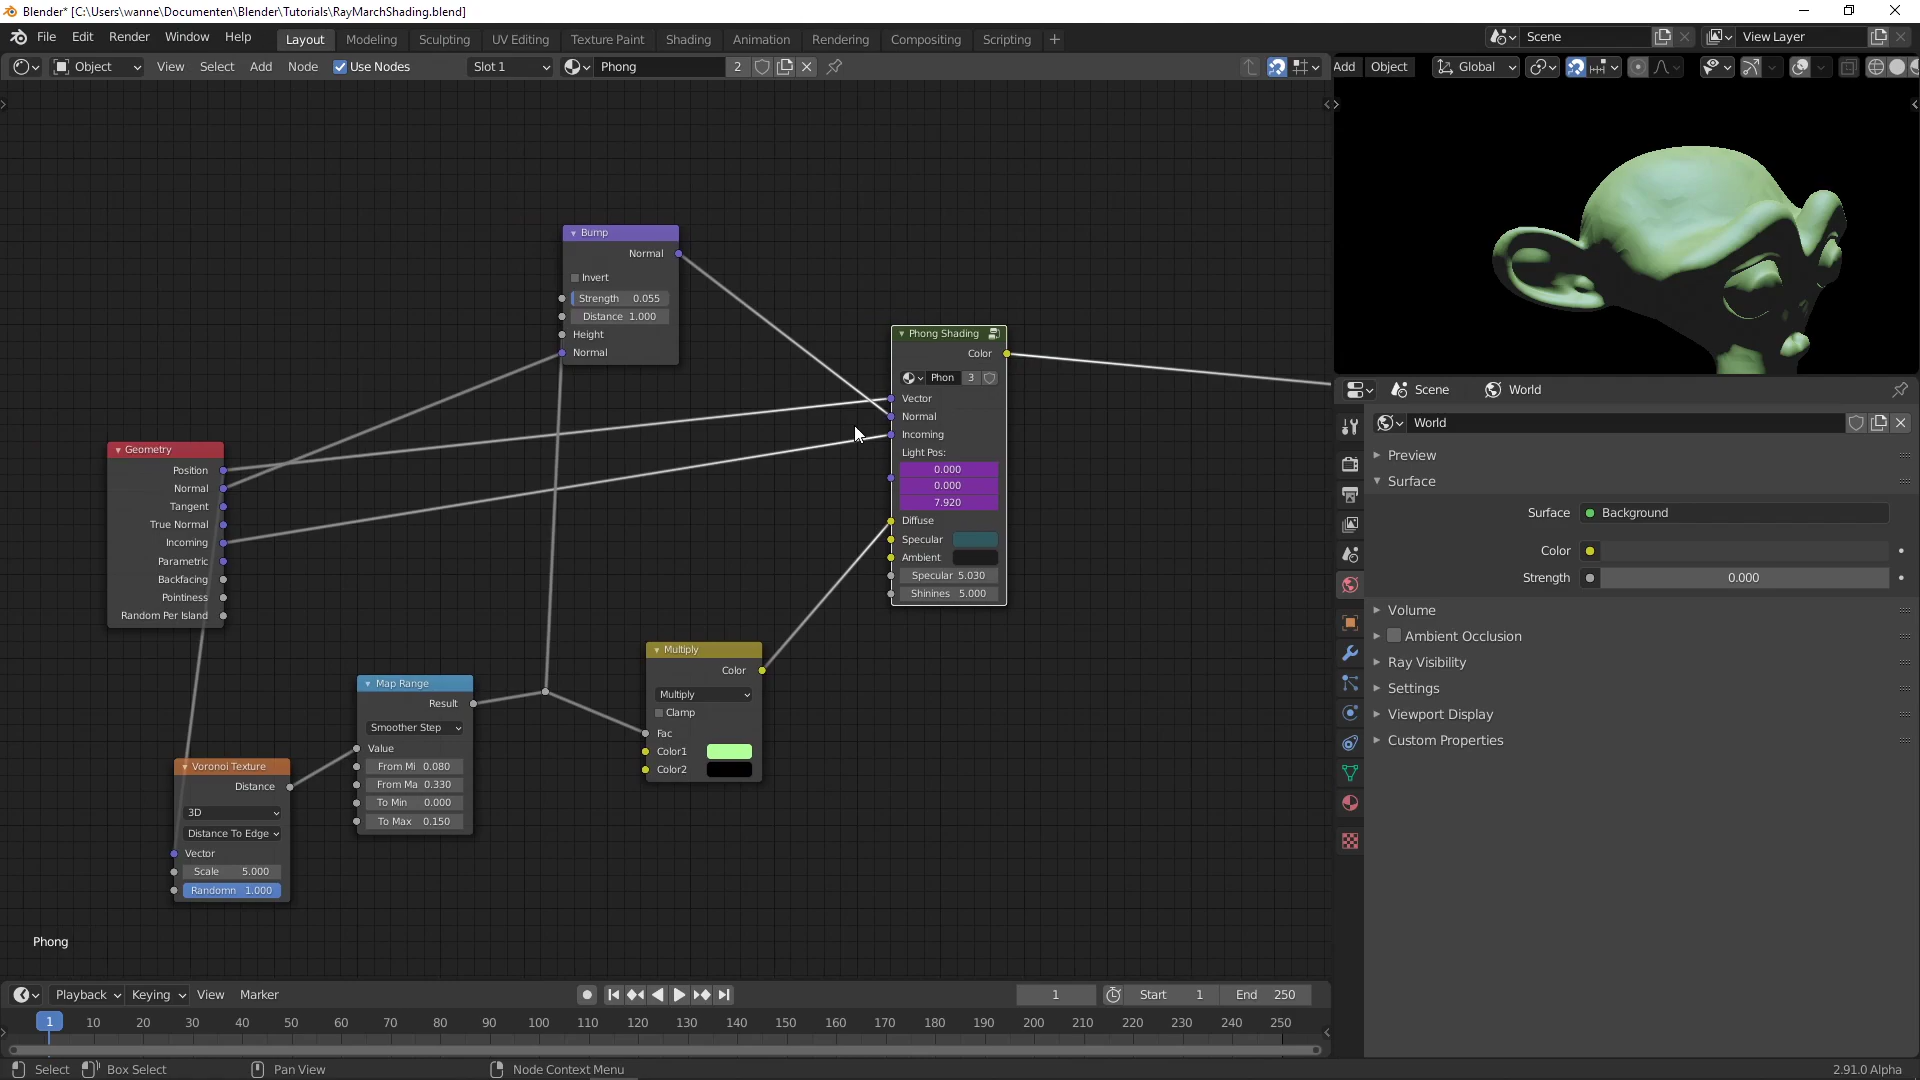 Blender* [C:\Users\wanne\Documenten\Blender\Tutorials\RayMarchShading.blend]
File Edit Render Window Help Layout Modeling Sculpting UV Editing Texture Paint Shading Animation Rendering Compositing Scripting + Scene View Layer
Object View Select Add Node Use Nodes Slot 1 Phong 2 Add Object Global
Bump
Normal
Invert
Strength 0.055
Distance 1.000
Height
Normal
Phong Shading
Color
Phon 3
Vector
Normal
Incoming
Light Pos:
0.000
0.000
7.920
Diffuse
Specular
Ambient
Specular 5.030
Shinines 5.000
Geometry
Position
Normal
Tangent
True Normal
Incoming
Parametric
Backfacing
Pointiness
Random Per Island
Map Range
Result
Smoother Step
Value
From Mi 0.080
From Ma 0.330
To Min 0.000
To Max 0.150
Multiply
Color
Multiply
Clamp
Fac
Color1
Color2
Voronoi Texture
Distance
3D
Distance To Edge
Vector
Scale 5.000
Randomn 1.000
Phong
Scene World
World
Preview
Surface
Surface Background
Color
Strength 0.000
Volume
Ambient Occlusion
Ray Visibility
Settings
Viewport Display
Custom Properties
Playback Keying View Marker 1 Start 1 End 250
1 10 20 30 40 50 60 70 80 90 100 110 120 130 140 150 160 170 180 190 200 210 220 230 240 250
Select Box Select Pan View Node Context Menu 2.91.0 Alpha